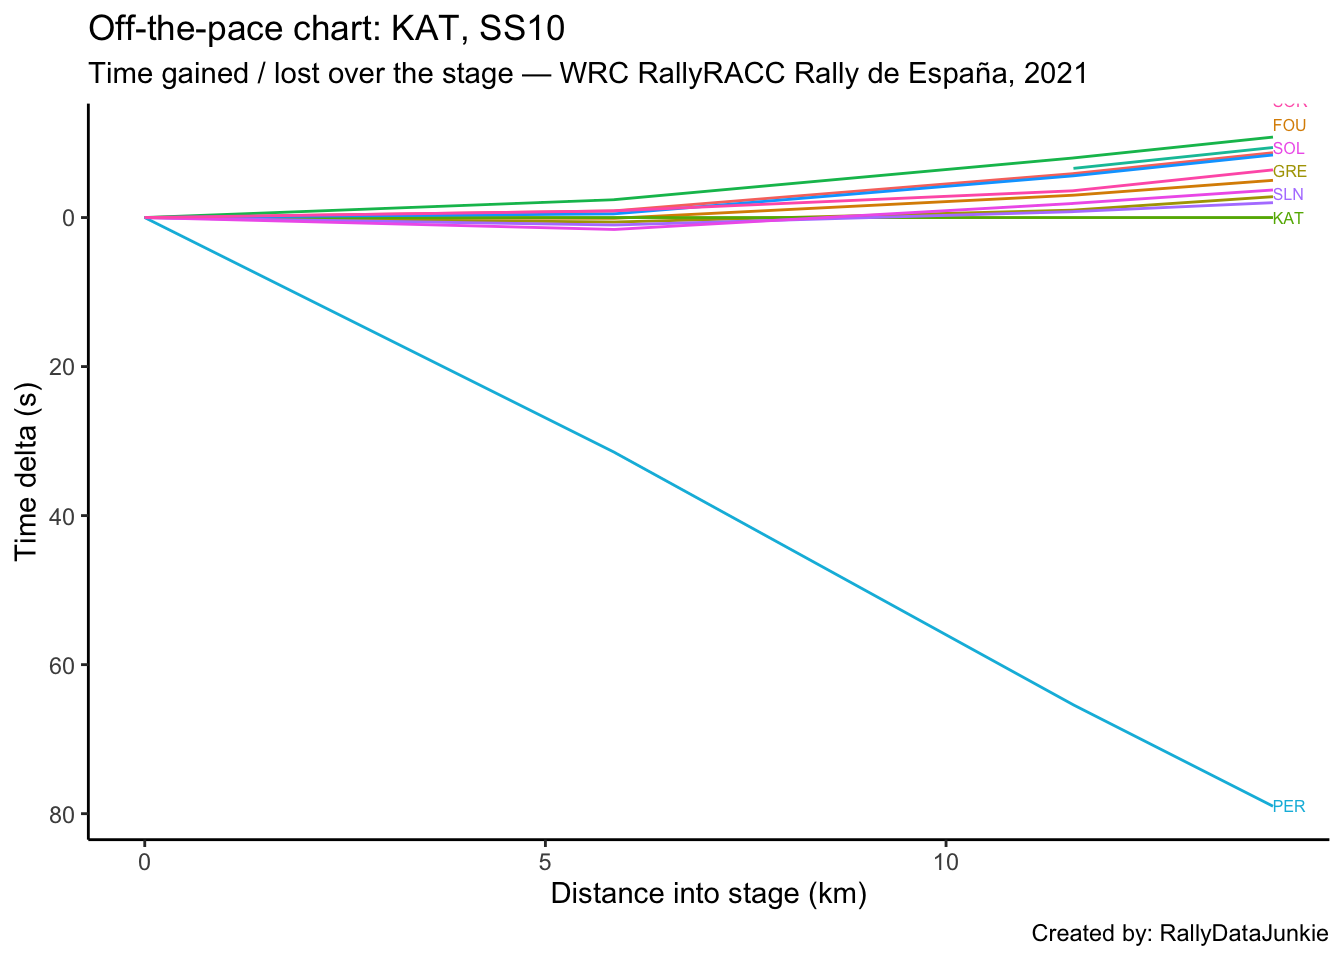 Off-the-pace chart: KAT, SS10
Time gained / lost over the stage — WRC RallyRACC Rally de España, 2021
FOU
SOL
GRE
SLN
KAT
PER
0
20
40
60
80
Time delta (s)
0
5
10
Distance into stage (km)
Created by: RallyDataJunkie